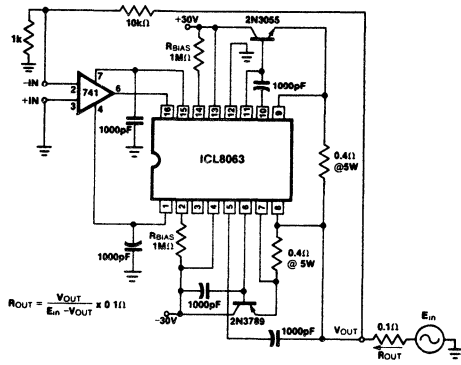 10kΩ
+30V
2N3055
1k
RBIAS
1MΩ
−IN
+IN
741
7
2
3
4
6
1000pF
1000pF
16 15 14 13 12 11 10 9
ICL8063
0.4Ω
@5W
1 2 3 4 5 6 7 8
1000pF
RBIAS
1MΩ
0.4Ω
@ 5W
1000pF
−30V
2N3789
1000pF
VOUT
0.1Ω
ROUT
Ein
ROUT = VOUT / Ein −VOUT x 0 1Ω